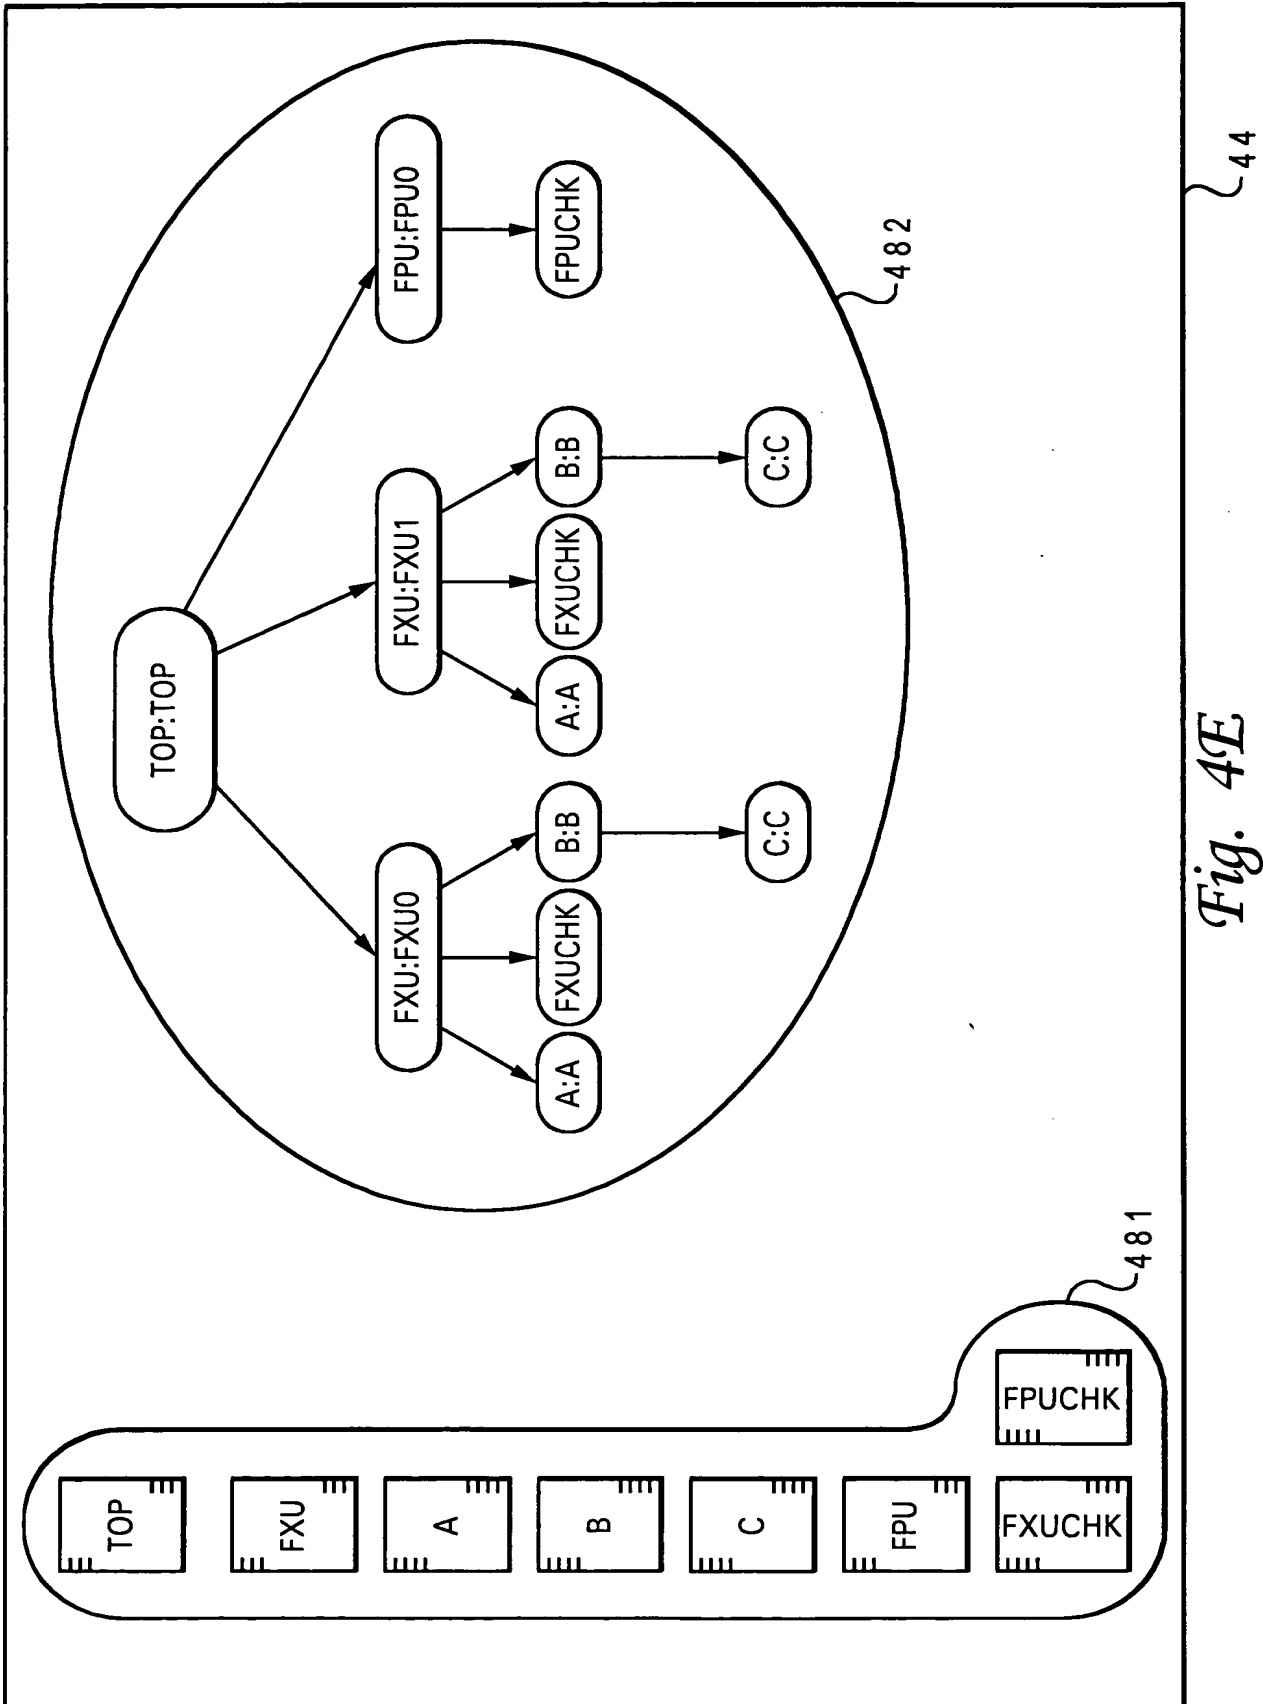 TOP
FXU
A
B
C
FPU
FXUCHK
FPUCHK
481
TOP:TOP
FXU:FXU0
FXU:FXU1
FPU:FPU0
A:A
FXUCHK
B:B
A:A
FXUCHK
B:B
FPUCHK
C:C
C:C
482
44
Fig. 4E